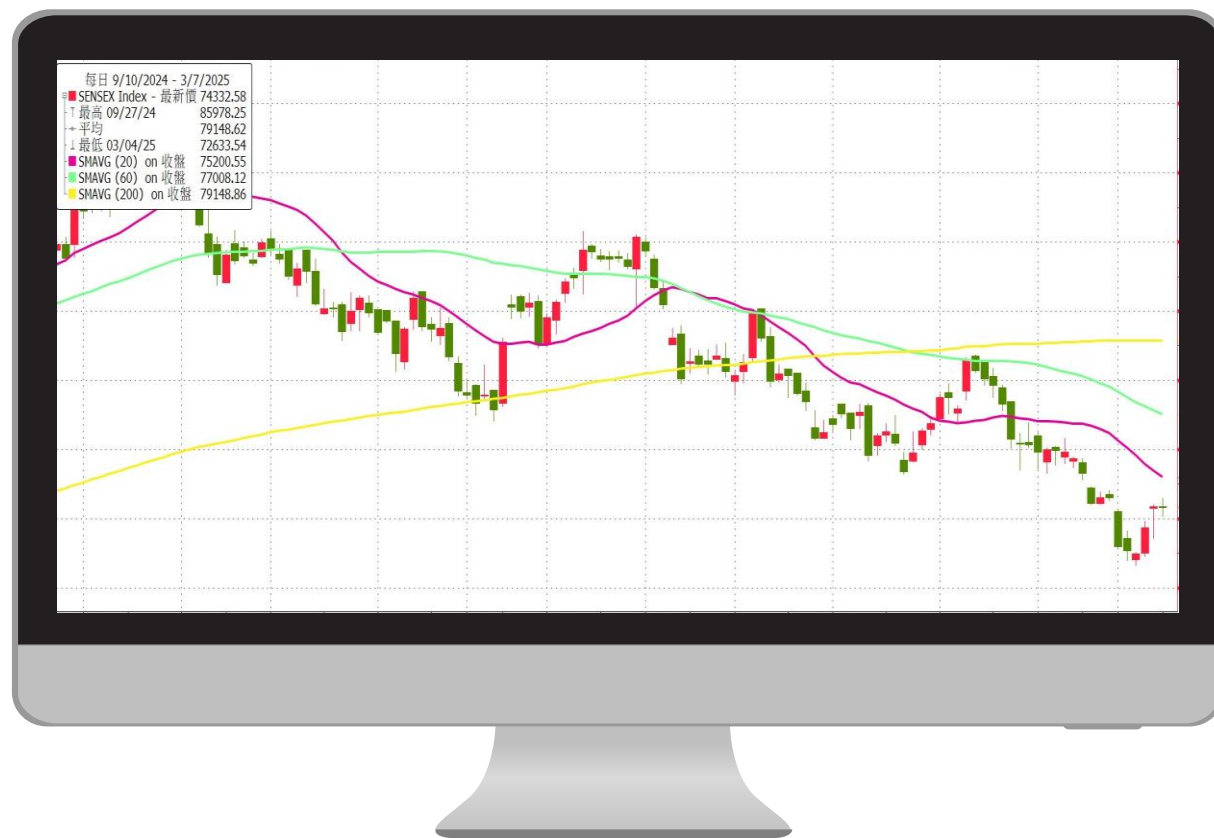 每日 9/10/2024 - 3/7/2025
SENSEX Index - 最新價 74332.58
最高 09/27/24 85978.25
平均 79148.62
最低 03/04/25 72633.54
SMAVG (20) on 收盤 75200.55
SMAVG (60) on 收盤 77008.12
SMAVG (200) on 收盤 79148.86